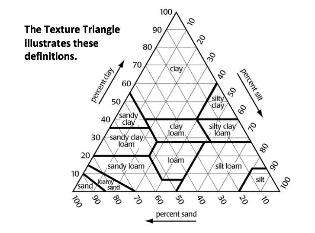 The Texture Triangle
illustrates these
definitions.
100
90
80
70
60
50
40
30
20
10
percent clay
10
20
30
40
50
60
70
80
90
100
percent silt
clay
silty
clay
sandy
clay
clay
loam
silty clay
loam
sandy clay
loam
loam
silt loam
sandy loam
silt
sand
loamy
sand
100
90
80
70
60
50
40
30
20
10
percent sand